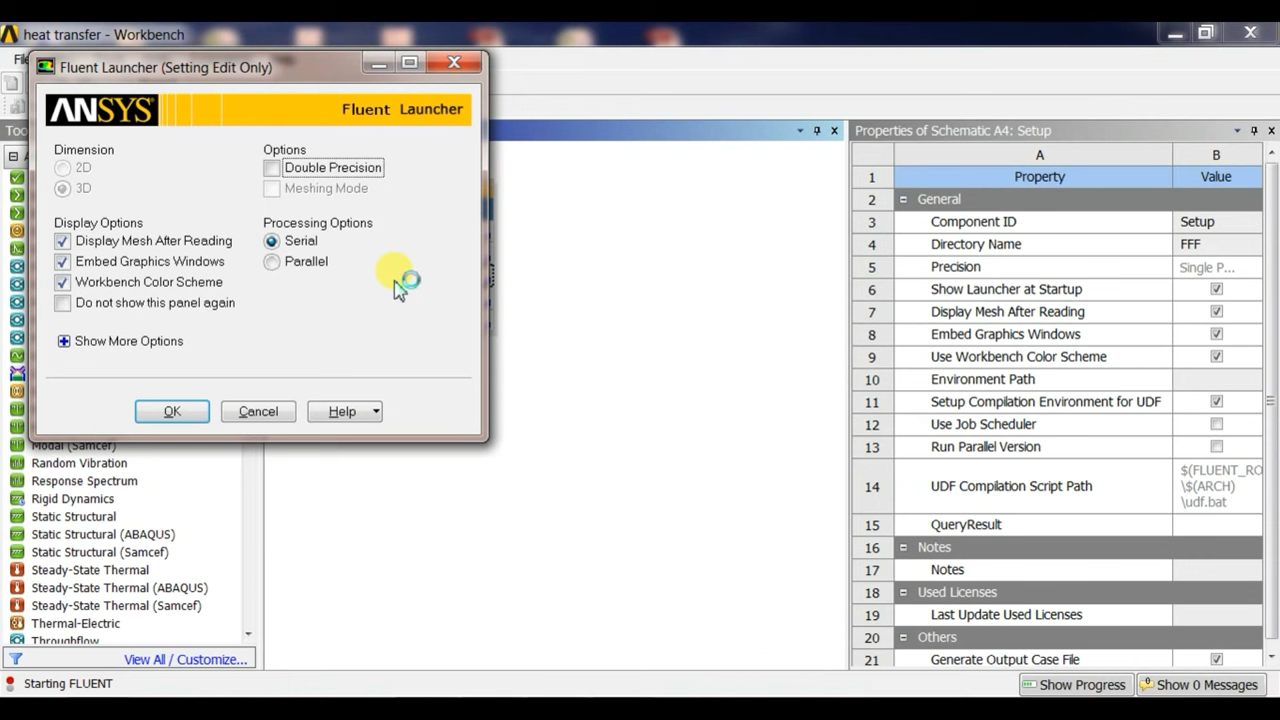 heat transfer - Workbench
Fluent Launcher (Setting Edit Only)
ANSYS
Fluent Launcher
Dimension
2D
3D
Options
Double Precision
Meshing Mode
Display Options
Display Mesh After Reading
Embed Graphics Windows
Workbench Color Scheme
Do not show this panel again
Processing Options
Serial
Parallel
Show More Options
OK
Cancel
Help
Modal (Samcef)
Random Vibration
Response Spectrum
Rigid Dynamics
Static Structural
Static Structural (ABAQUS)
Static Structural (Samcef)
Steady-State Thermal
Steady-State Thermal (ABAQUS)
Steady-State Thermal (Samcef)
Thermal-Electric
Throughflow
View All / Customize...
Starting FLUENT
Properties of Schematic A4: Setup
A B
1 Property Value
2 General
3 Component ID Setup
4 Directory Name FFF
5 Precision Single P...
6 Show Launcher at Startup
7 Display Mesh After Reading
8 Embed Graphics Windows
9 Use Workbench Color Scheme
10 Environment Path
11 Setup Compilation Environment for UDF
12 Use Job Scheduler
13 Run Parallel Version
14 UDF Compilation Script Path $(FLUENT_RO
\$(ARCH)
\udf.bat
15 QueryResult
16 Notes
17 Notes
18 Used Licenses
19 Last Update Used Licenses
20 Others
21 Generate Output Case File
Show Progress
Show 0 Messages